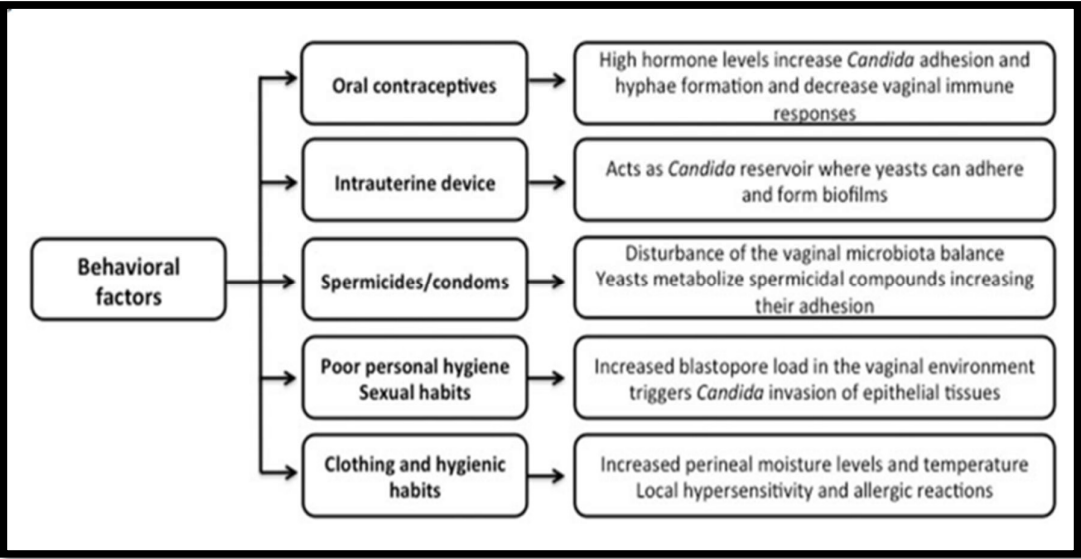 Behavioral
factors
Oral contraceptives
High hormone levels increase Candida adhesion and
hyphae formation and decrease vaginal immune
responses
Intrauterine device
Acts as Candida reservoir where yeasts can adhere
and form biofilms
Spermicides/condoms
Disturbance of the vaginal microbiota balance
Yeasts metabolize spermicidal compounds increasing
their adhesion
Poor personal hygiene
Sexual habits
Increased blastopore load in the vaginal environment
triggers Candida invasion of epithelial tissues
Clothing and hygienic
habits
Increased perineal moisture levels and temperature
Local hypersensitivity and allergic reactions